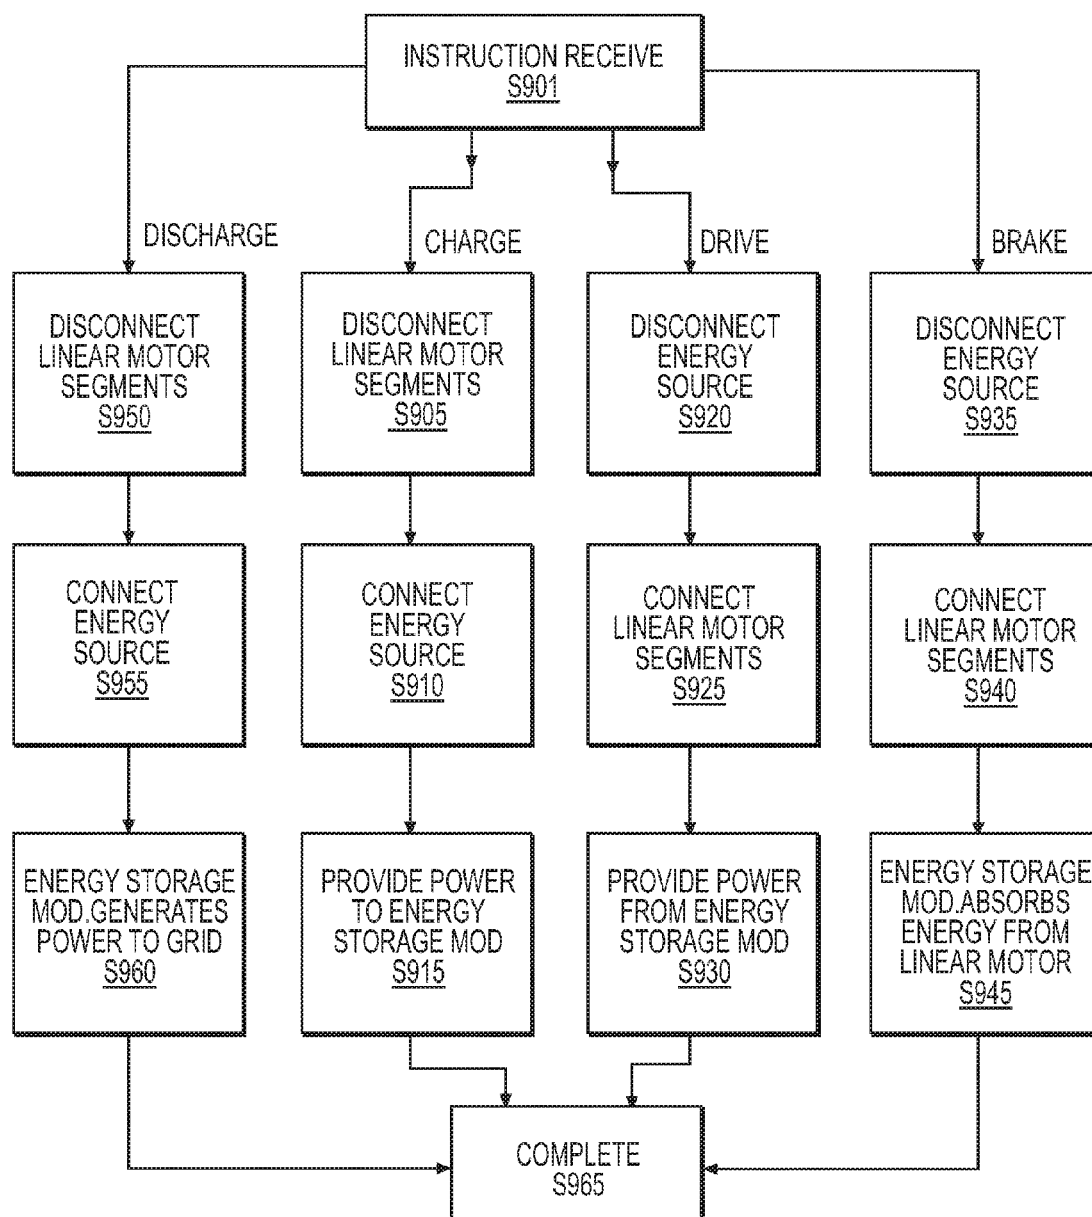 INSTRUCTION RECEIVE
S901
DISCHARGE
CHARGE
DRIVE
BRAKE
DISCONNECT
LINEAR MOTOR
SEGMENTS
S950
DISCONNECT
LINEAR MOTOR
SEGMENTS
S905
DISCONNECT
ENERGY
SOURCE
S920
DISCONNECT
ENERGY
SOURCE
S935
CONNECT
ENERGY
SOURCE
S955
CONNECT
ENERGY
SOURCE
S910
CONNECT
LINEAR MOTOR
SEGMENTS
S925
CONNECT
LINEAR MOTOR
SEGMENTS
S940
ENERGY STORAGE
MOD.GENERATES
POWER TO GRID
S960
PROVIDE POWER
TO ENERGY
STORAGE MOD
S915
PROVIDE POWER
FROM ENERGY
STORAGE MOD
S930
ENERGY STORAGE
MOD.ABSORBS
ENERGY FROM
LINEAR MOTOR
S945
COMPLETE
S965